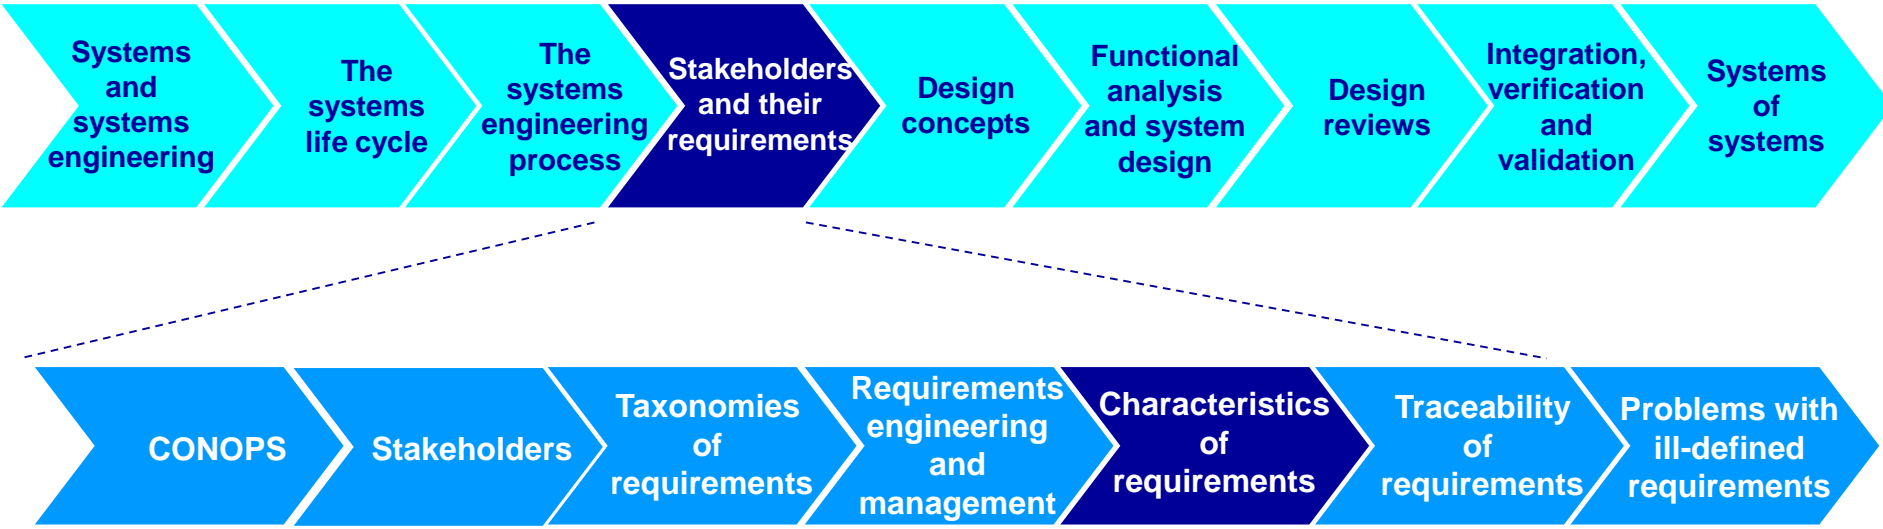 Systems
and
systems
engineering
The
systems
life cycle
The
systems
engineering
process
Stakeholders
and their
requirements
Design
concepts
Functional
analysis
and system
design
Design
reviews
Integration,
verification
and
validation
Systems
of
systems
CONOPS
Stakeholders
Taxonomies
of
requirements
Requirements
engineering
and
management
Characteristics
of
requirements
Traceability
of
requirements
Problems with
ill-defined
requirements